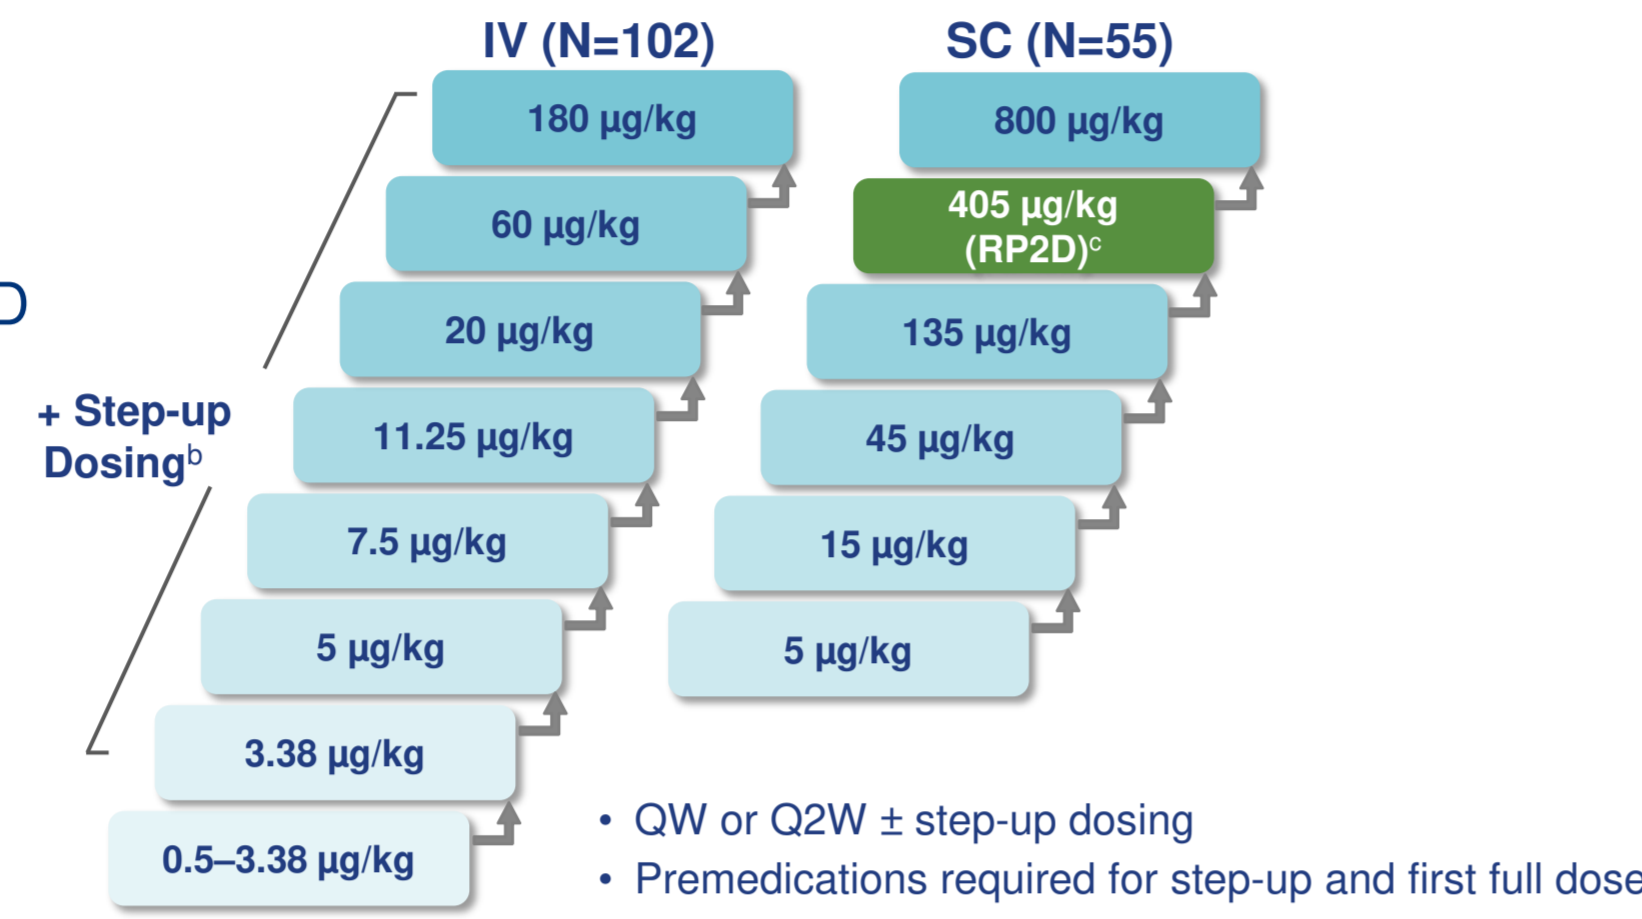 IV (N=102)
180 µg/kg
60 µg/kg
20 µg/kg
11.25 µg/kg
7.5 µg/kg
5 µg/kg
3.38 µg/kg
0.5–3.38 µg/kg
+ Step-up
Dosingᵇ
SC (N=55)
800 µg/kg
405 µg/kg
(RP2D)ᶜ
135 µg/kg
45 µg/kg
15 µg/kg
5 µg/kg
• QW or Q2W ± step-up dosing
• Premedications required for step-up and first full dose